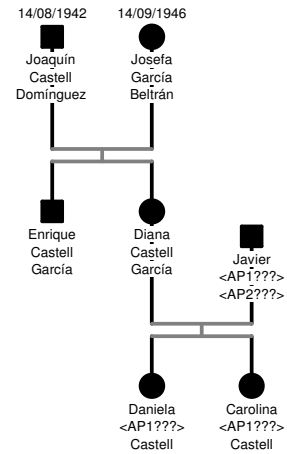 14/08/1942
14/09/1946
Joaquín
Castell
Domínguez
Josefa
García
Beltrán
Enrique
Castell
García
Diana
Castell
García
Javier
<AP1???>
<AP2???>
Daniela
<AP1???>
Castell
Carolina
<AP1???>
Castell